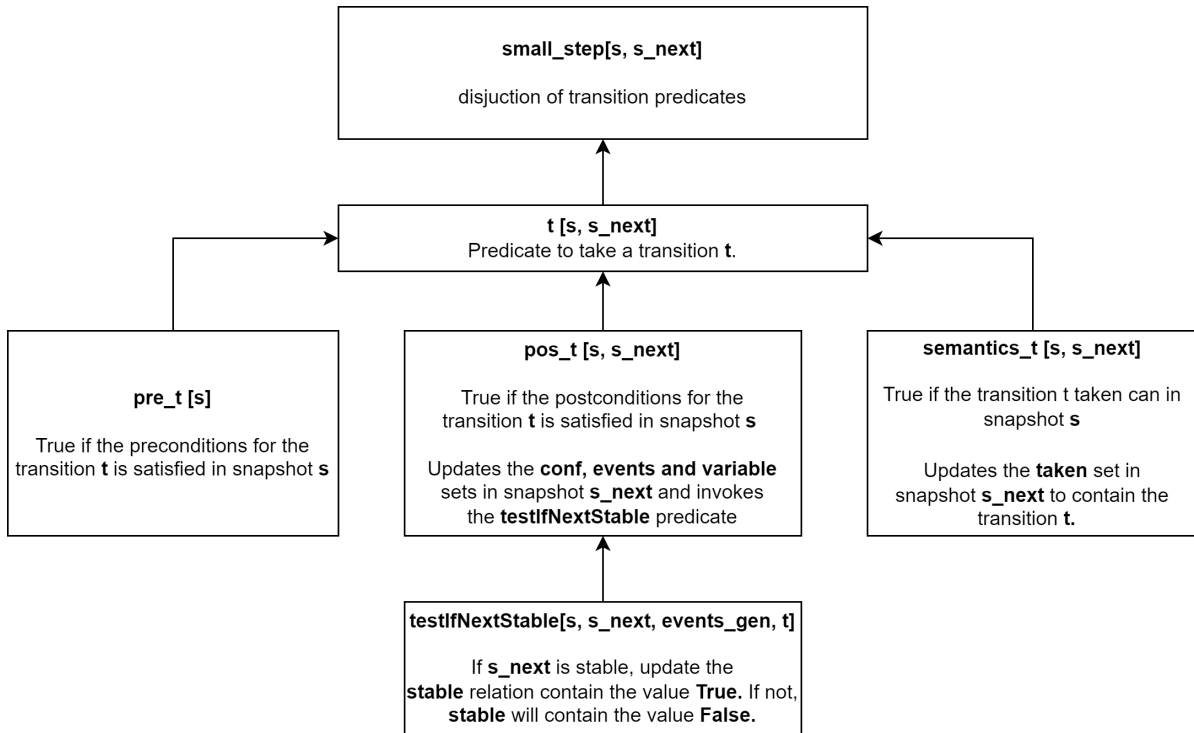 small_step[s, s_next]
disjuction of transition predicates
t [s, s_next]
Predicate to take a transition t.
pre_t [s]
True if the preconditions for the
transition t is satisfied in snapshot s
pos_t [s, s_next]
True if the postconditions for the
transition t is satisfied in snapshot s
Updates the conf, events and variable
sets in snapshot s_next and invokes
the testIfNextStable predicate
semantics_t [s, s_next]
True if the transition t taken can in
snapshot s
Updates the taken set in
snapshot s_next to contain the
transition t.
testIfNextStable[s, s_next, events_gen, t]
If s_next is stable, update the
stable relation contain the value True. If not,
stable will contain the value False.